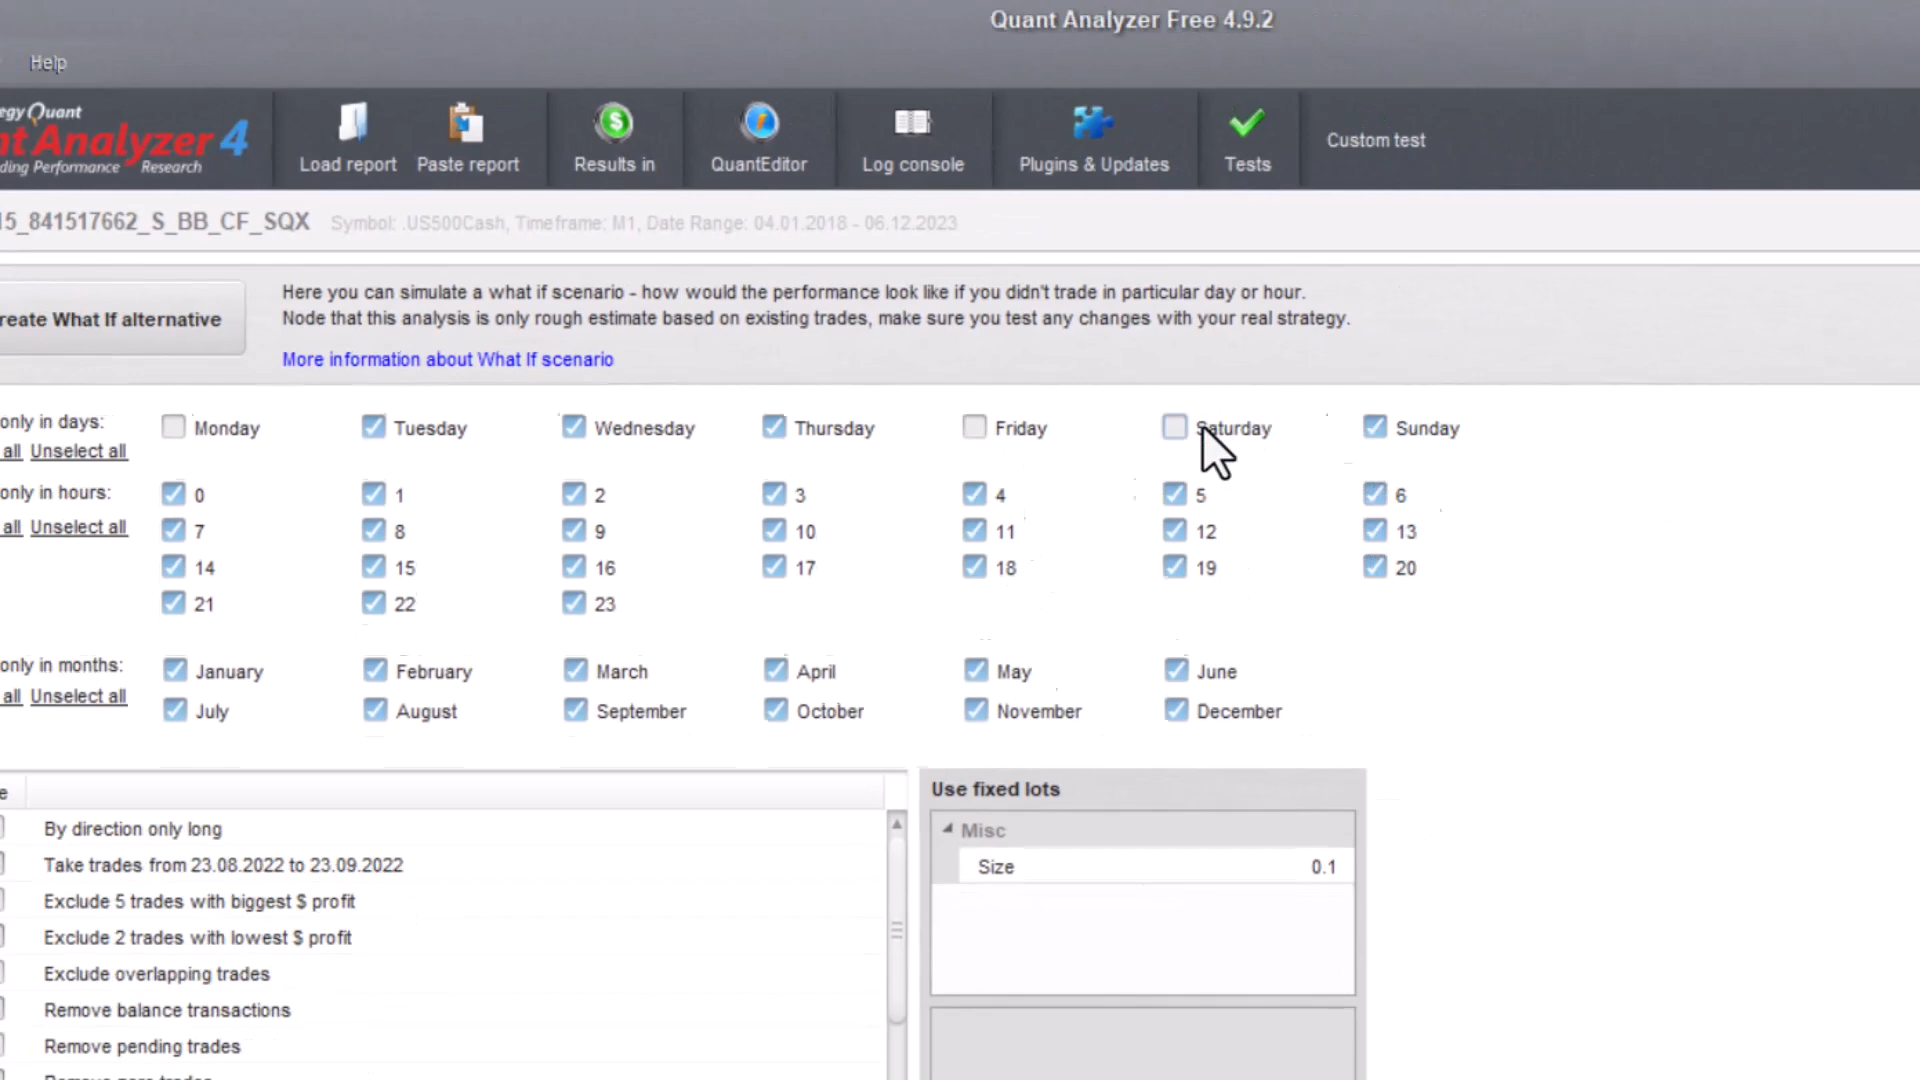 Quant Analyzer Free 4.9.2
Help
egyQuant
nt Analyzer 4
ding Performance Research
Load report
Paste report
Results in
QuantEditor
Log console
Plugins & Updates
Tests
Custom test
15_841517662_S_BB_CF_SQX Symbol: .US500Cash, Timeframe: M1, Date Range: 04.01.2018 - 06.12.2023
reate What If alternative
Here you can simulate a what if scenario - how would the performance look like if you didn't trade in particular day or hour.
Node that this analysis is only rough estimate based on existing trades, make sure you test any changes with your real strategy.
More information about What If scenario
only in days:
all Unselect all
Monday Tuesday Wednesday Thursday Friday Saturday Sunday
only in hours:
all Unselect all
0 1 2 3 4 5 6
7 8 9 10 11 12 13
14 15 16 17 18 19 20
21 22 23
only in months:
all Unselect all
January February March April May June
July August September October November December
e
By direction only long
Take trades from 23.08.2022 to 23.09.2022
Exclude 5 trades with biggest $ profit
Exclude 2 trades with lowest $ profit
Exclude overlapping trades
Remove balance transactions
Remove pending trades
Use fixed lots
Misc
Size 0.1